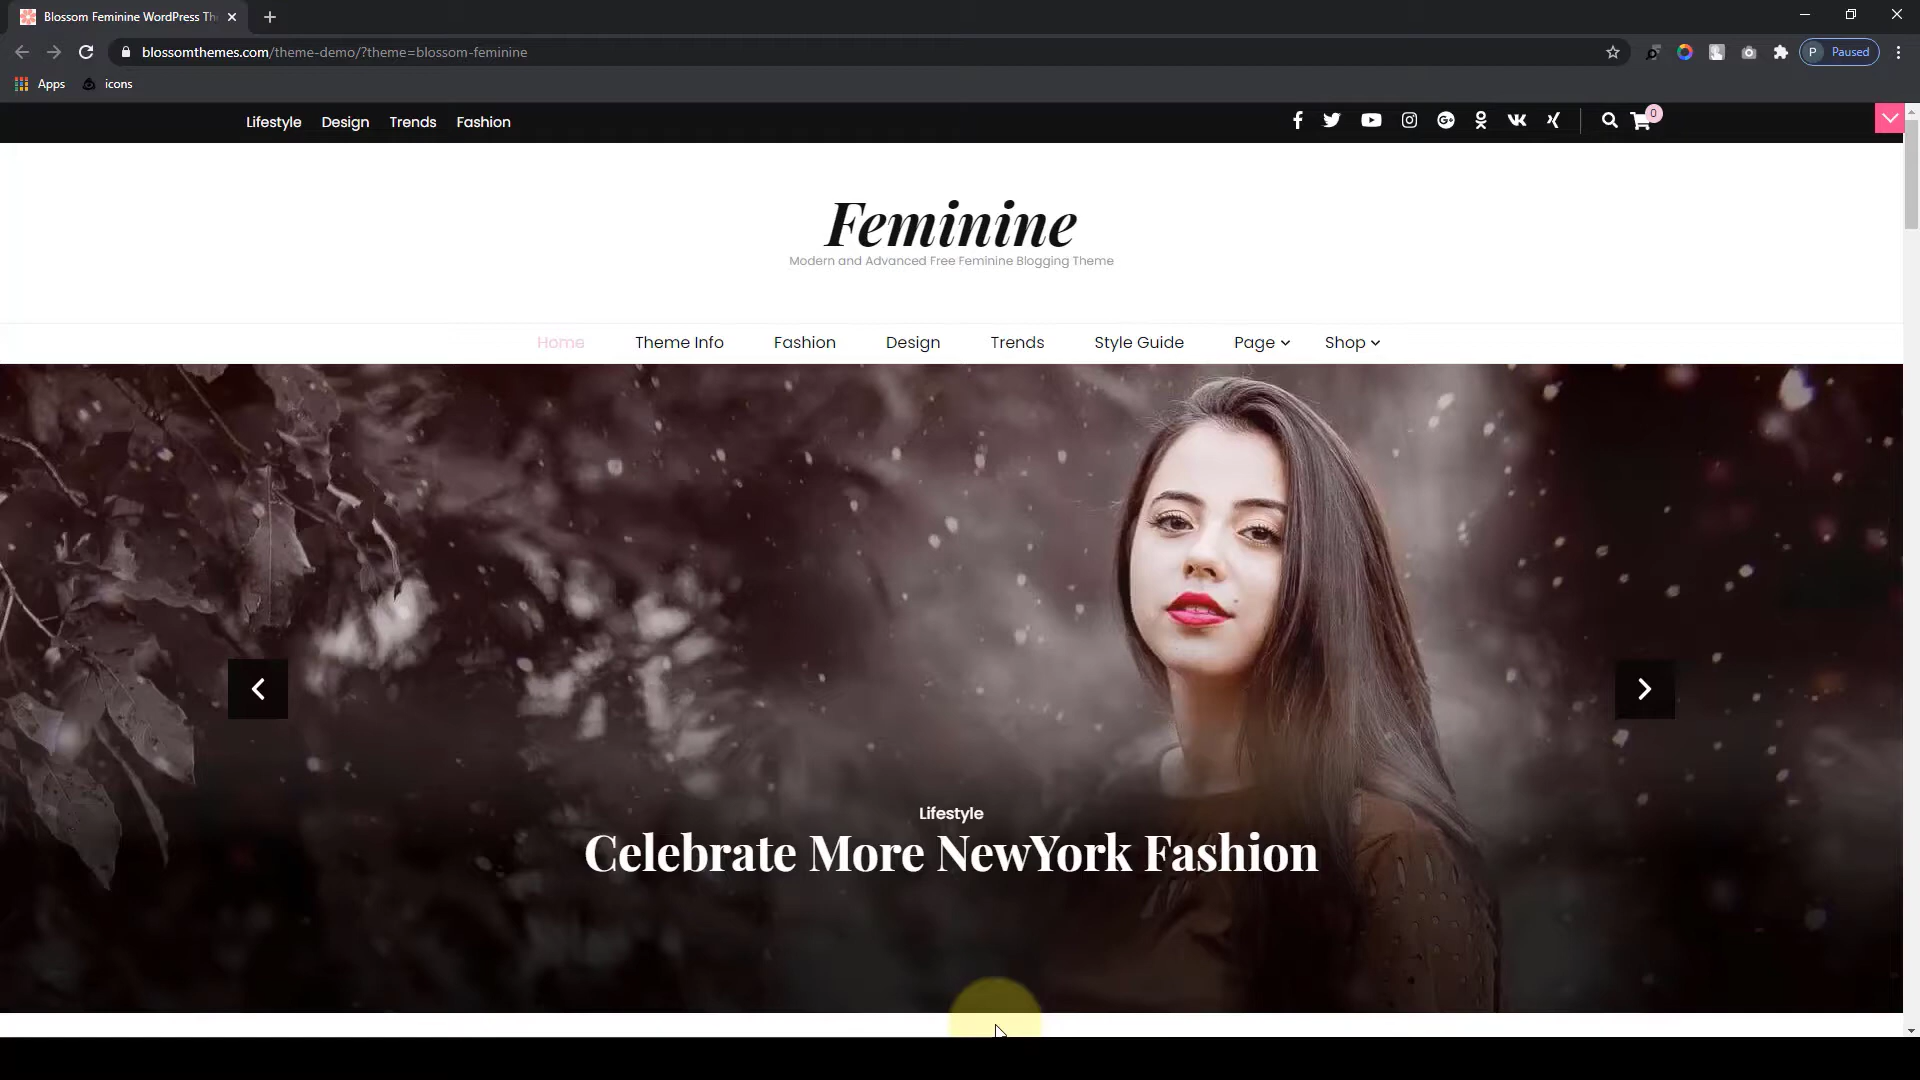 Blossom Feminine WordPress Th
blossomthemes.com/theme-demo/?theme=blossom-feminine
P Paused
Apps icons
Lifestyle Design Trends Fashion
0
Feminine
Modern and Advanced Free Feminine Blogging Theme
Home Theme Info Fashion Design Trends Style Guide Page Shop
Lifestyle
Celebrate More NewYork Fashion